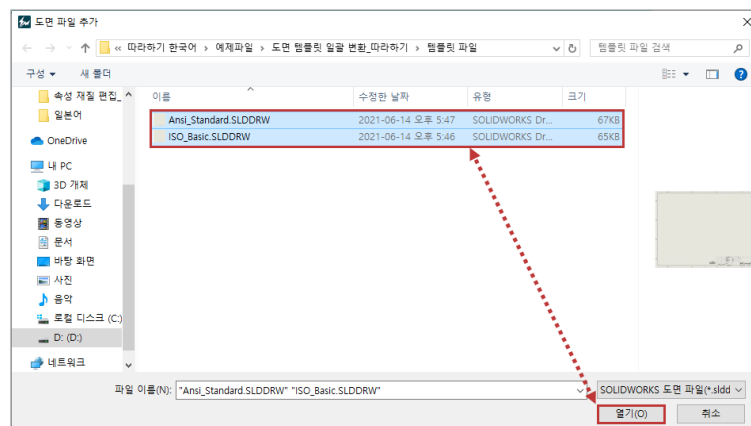 도면 파일 추가
« 따라하기 한국어 › 예제파일 › 도면 템플릿 일괄 변환_따라하기 › 템플릿 파일
템플릿 파일 검색
구성 새 폴더
이름 수정한 날짜 유형 크기
속성 재질 편집_
일본어
OneDrive
내 PC
3D 개체
다운로드
동영상
문서
바탕 화면
사진
음악
로컬 디스크 (C:)
D: (D:)
네트워크
Ansi_Standard.SLDDRW 2021-06-14 오후 5:47 SOLIDWORKS Dr... 67KB
ISO_Basic.SLDDRW 2021-06-14 오후 5:46 SOLIDWORKS Dr... 65KB
파일 이름(N): "Ansi_Standard.SLDDRW" "ISO_Basic.SLDDRW"
SOLIDWORKS 도면 파일(*.sldd
열기(O) 취소